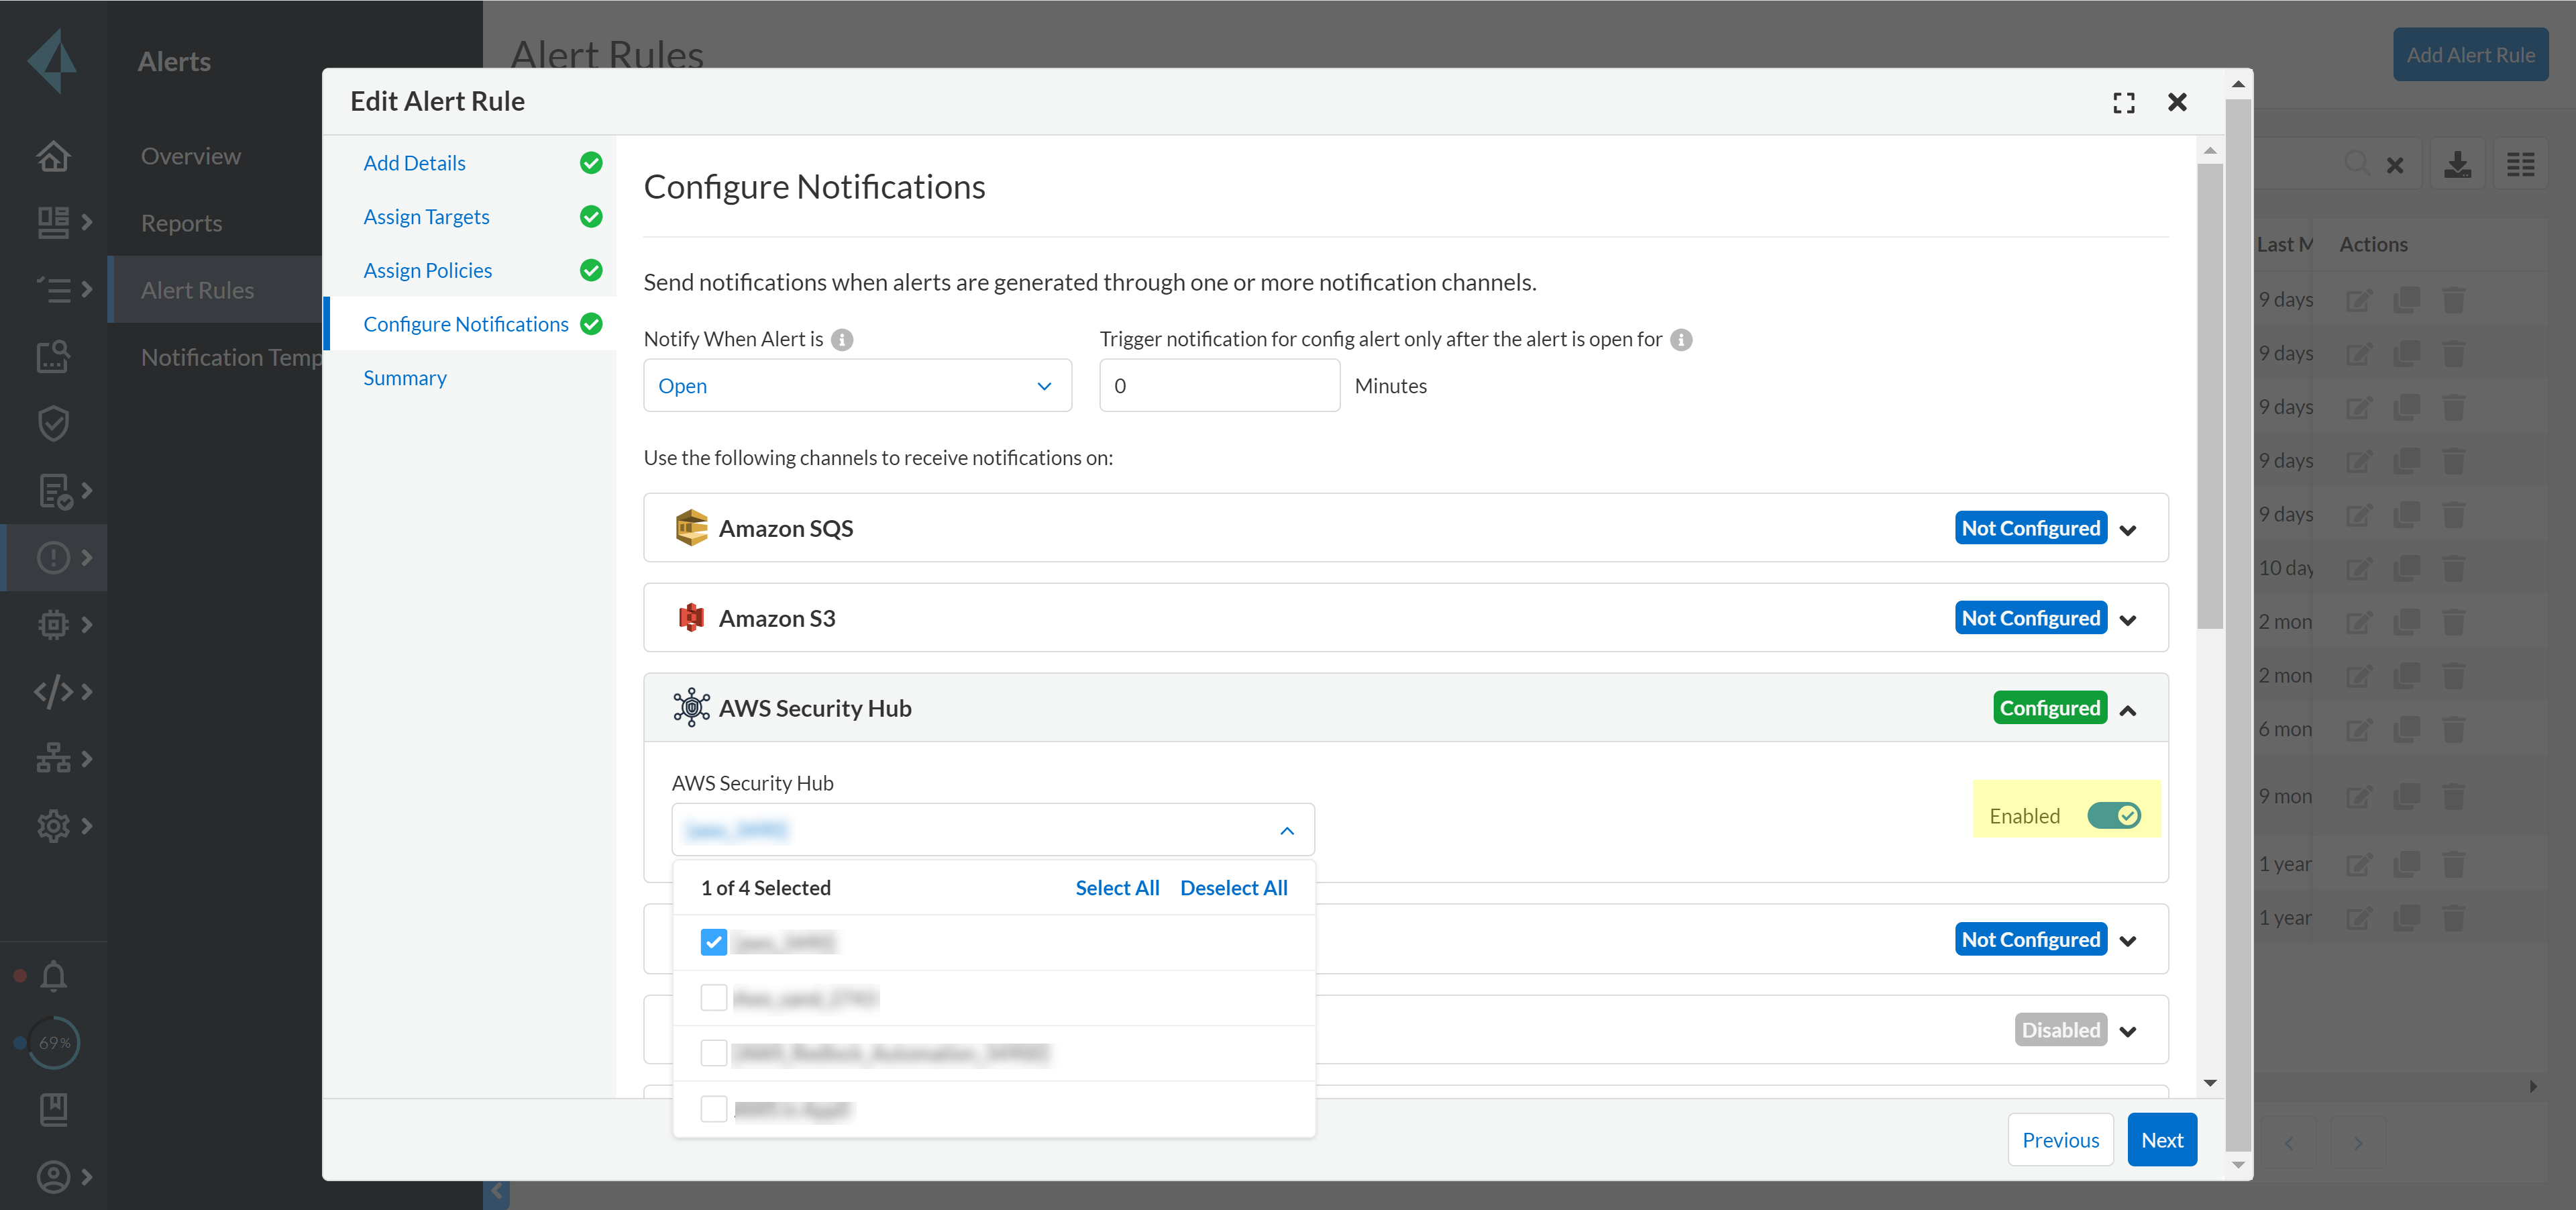 Alerts
Overview
Reports
Alert Rules
Notification Temp
69%
Alert Rules
Add Alert Rule
Edit Alert Rule
Add Details
Assign Targets
Assign Policies
Configure Notifications
Summary
Configure Notifications
Send notifications when alerts are generated through one or more notification channels.
Notify When Alert is
Trigger notification for config alert only after the alert is open for
Open
0
Minutes
Use the following channels to receive notifications on:
Amazon SQS
Not Configured
Amazon S3
Not Configured
AWS Security Hub
Configured
AWS Security Hub
Enabled
1 of 4 Selected
Select All
Deselect All
Not Configured
Disabled
Previous
Next
Last M
Actions
9 days
9 days
9 days
9 days
9 days
10 day
2 mon
2 mon
6 mon
9 mon
1 year
1 year